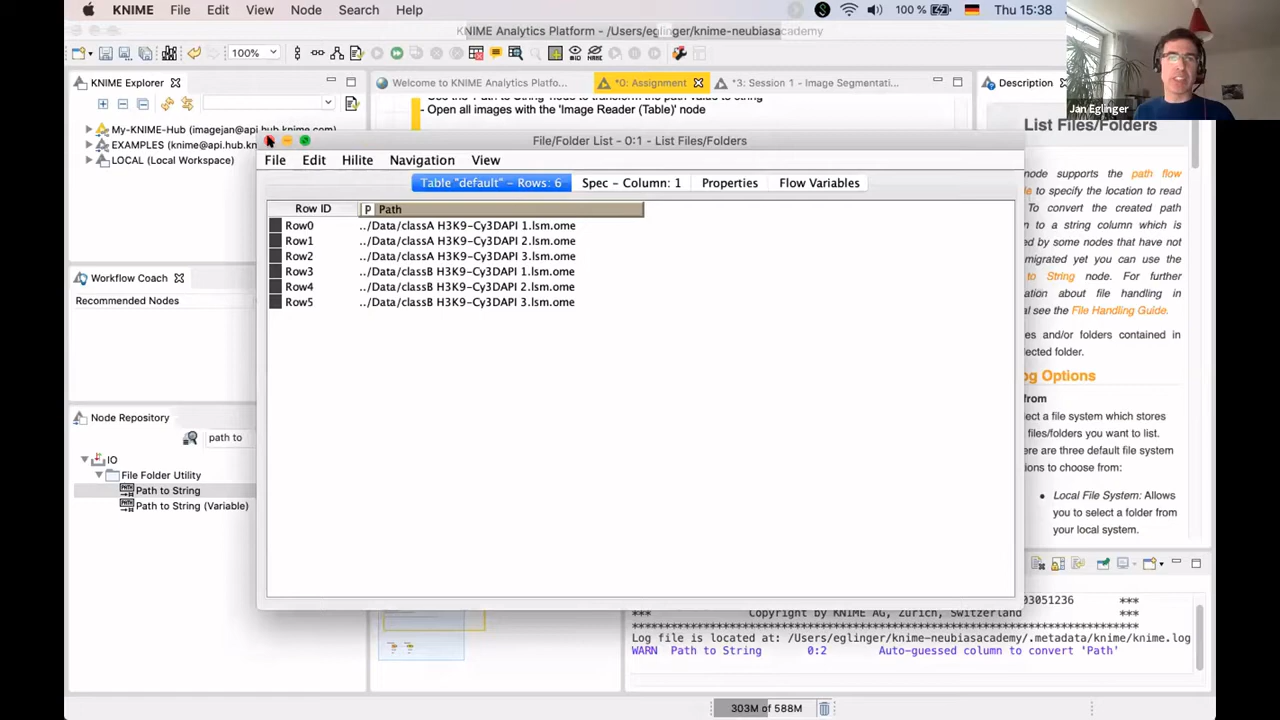 KNIME File Edit View Node Search Help 100 % Thu 15:38
KNIME Analytics Platform - /Users/eglinger/knime-neubiasacademy
100%
KNIME Explorer
Welcome to KNIME Analytics Platfo...
*0: Assignment
*3: Session 1 - Image Segmentati...
Description
Jan Eglinger
My-KNIME-Hub (imagejan@api.hub.knime.com)
EXAMPLES (knime@api.hub.kn
LOCAL (Local Workspace)
- Open all images with the 'Image Reader (Table)' node
File/Folder List - 0:1 - List Files/Folders
File Edit Hilite Navigation View
Table "default" - Rows: 6 Spec - Column: 1 Properties Flow Variables
Row ID P Path
Row0 ../Data/classA H3K9-Cy3DAPI 1.lsm.ome
Row1 ../Data/classA H3K9-Cy3DAPI 2.lsm.ome
Row2 ../Data/classA H3K9-Cy3DAPI 3.lsm.ome
Row3 ../Data/classB H3K9-Cy3DAPI 1.lsm.ome
Row4 ../Data/classB H3K9-Cy3DAPI 2.lsm.ome
Row5 ../Data/classB H3K9-Cy3DAPI 3.lsm.ome
Workflow Coach
Recommended Nodes
Node Repository
path to
IO
File Folder Utility
Path to String
Path to String (Variable)
List Files/Folders
node supports the path flow
to specify the location to read
To convert the created path
to a string column which is
ed by some nodes that have not
migrated yet you can use the
to String node. For further
ation about file handling in
al see the File Handling Guide.
es and/or folders contained in
lected folder.
og Options
from
ect a file system which stores
files/folders you want to list.
ere are three default file system
ions to choose from:
• Local File System: Allows
you to select a folder from
your local system.
03051236 ***
*** Copyright by KNIME AG, Zurich, Switzerland ***
Log file is located at: /Users/eglinger/knime-neubiasacademy/.metadata/knime/knime.log
WARN Path to String 0:2 Auto-guessed column to convert 'Path'
303M of 588M